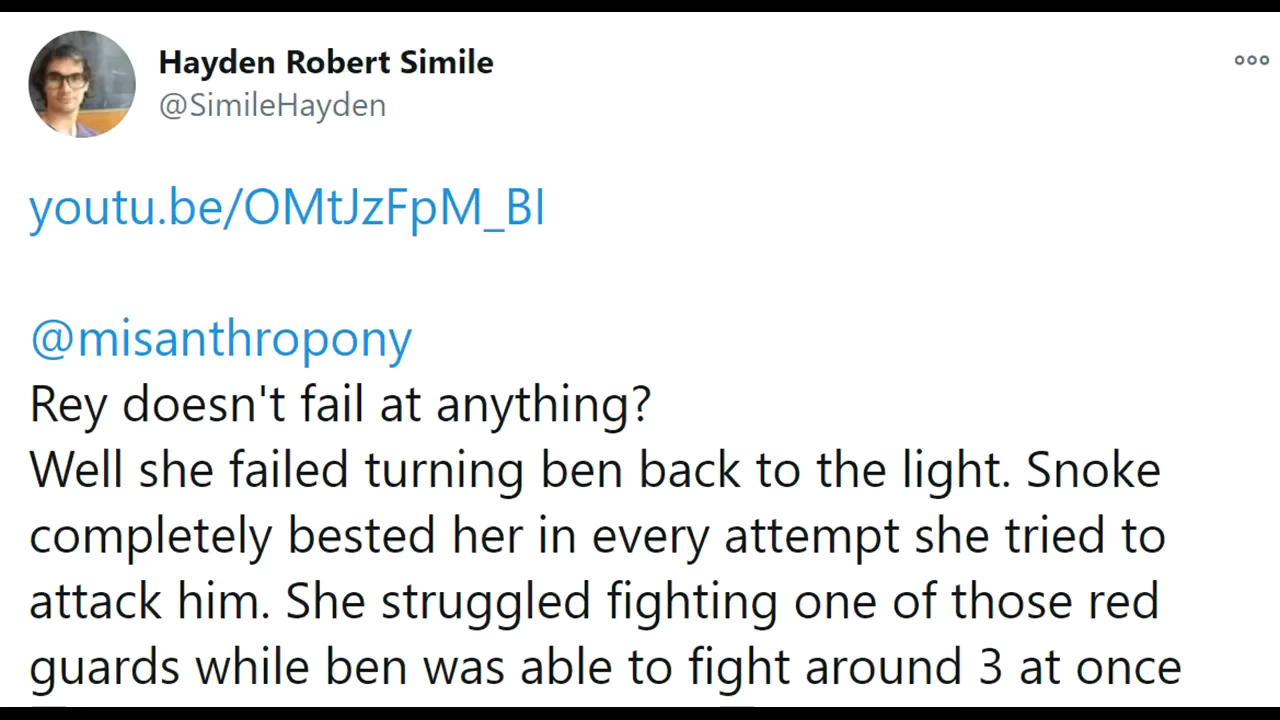 Hayden Robert Simile
@SimileHayden
youtu.be/OMtJzFpM_BI
@misanthropony
Rey doesn't fail at anything?
Well she failed turning ben back to the light. Snoke
completely bested her in every attempt she tried to
attack him. She struggled fighting one of those red
guards while ben was able to fight around 3 at once